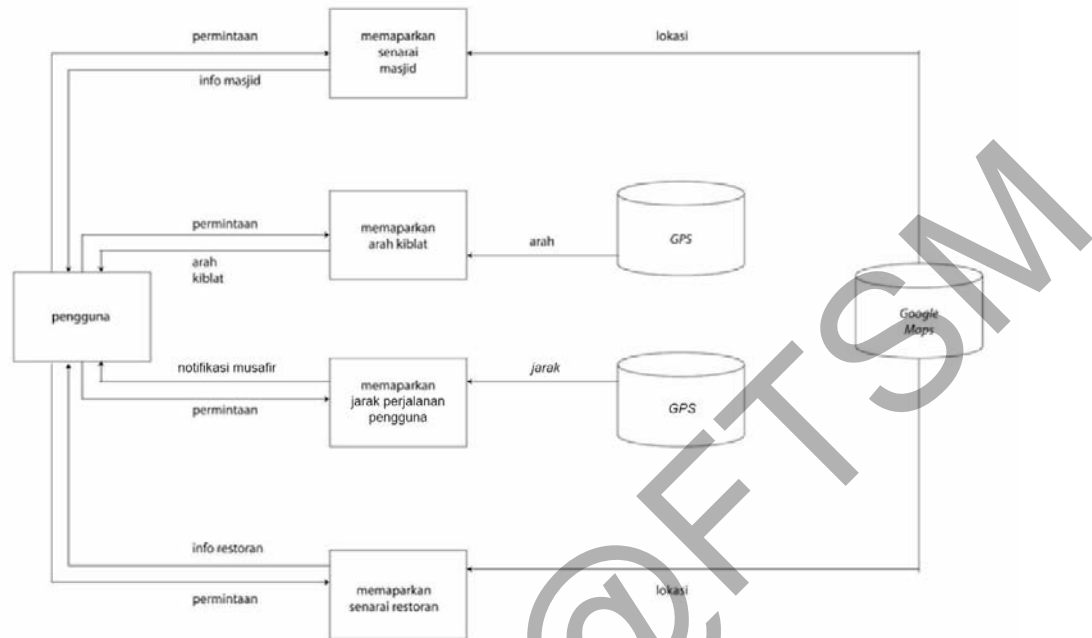 permintaan
memaparkan
senarai
masjid
lokasi
info masjid
permintaan
memaparkan
arah kiblat
arah
GPS
arah
kiblat
pengguna
Google
Maps
notifikasi musafir
memaparkan
jarak perjalanan
pengguna
jarak
GPS
permintaan
info restoran
memaparkan
senarai restoran
permintaan
lokasi
@FTSM